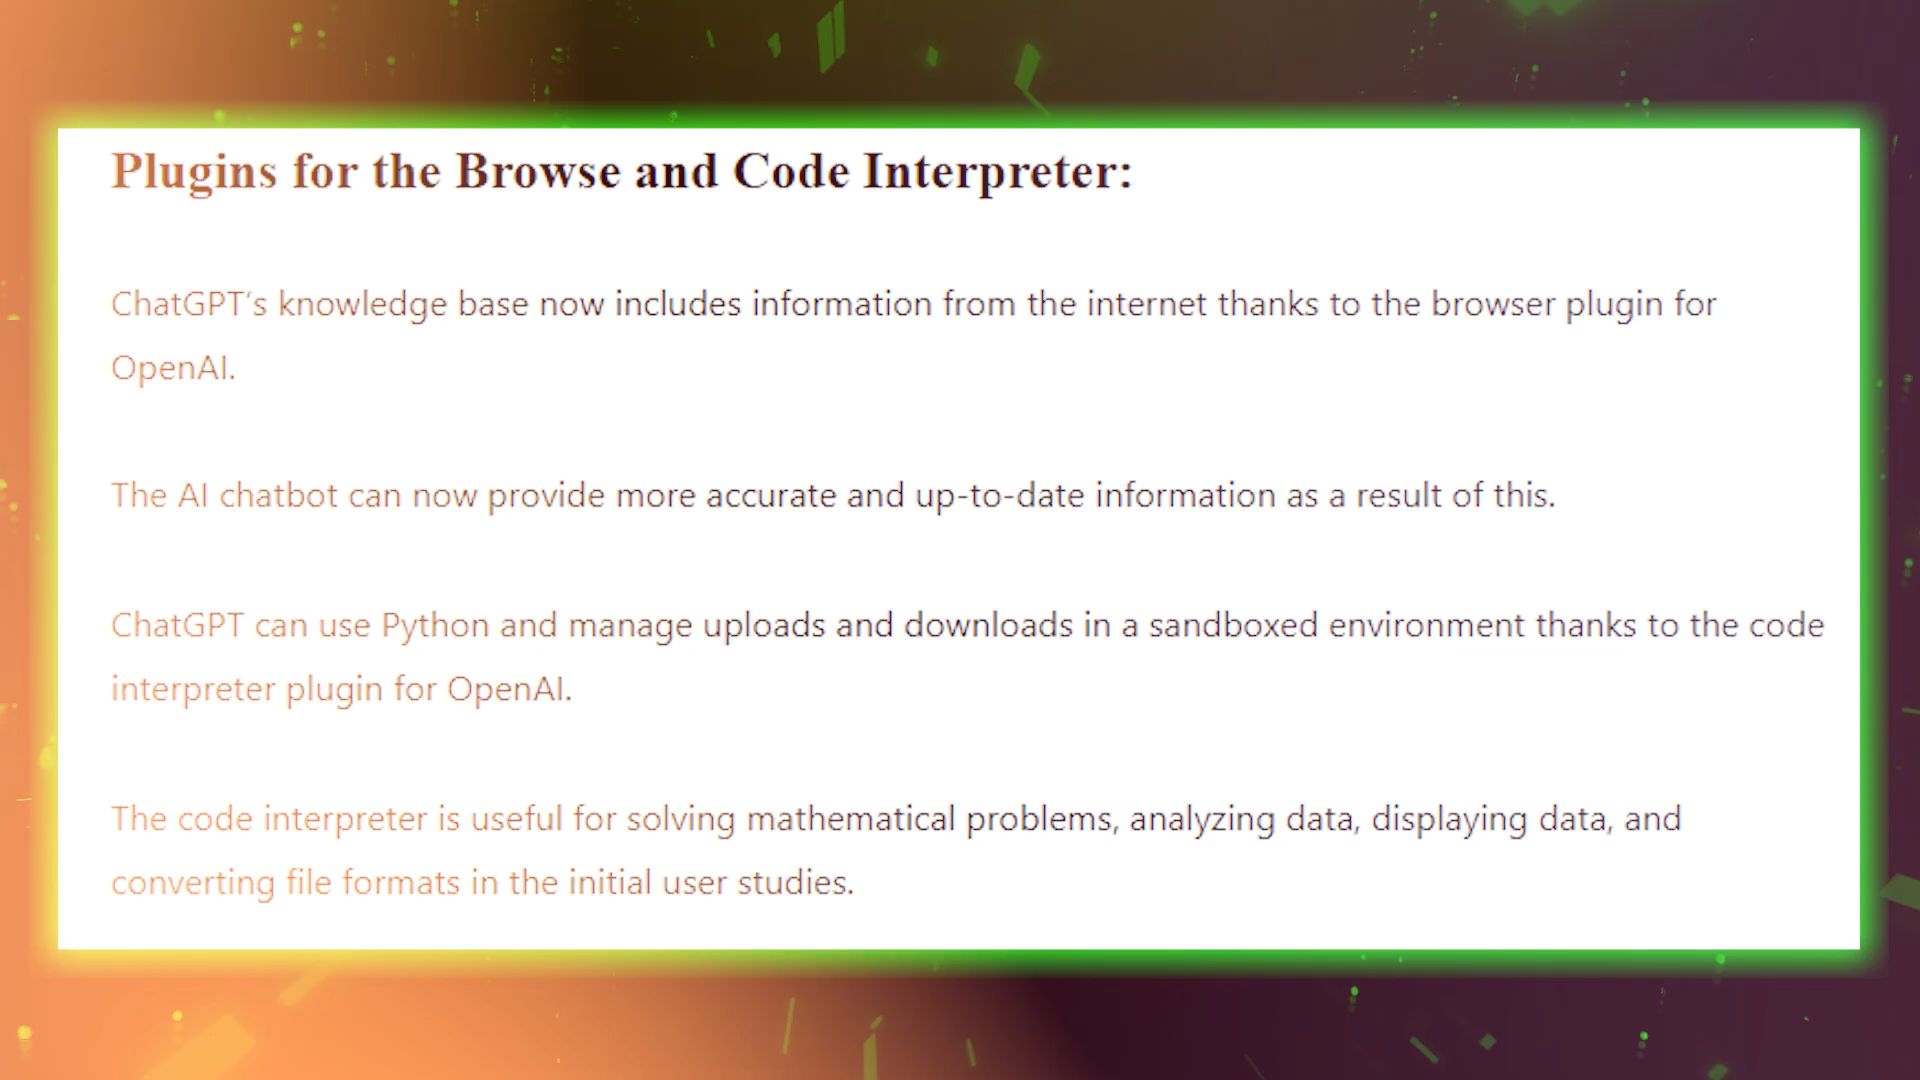 Plugins for the Browse and Code Interpreter:
ChatGPT's knowledge base now includes information from the internet thanks to the browser plugin for
OpenAI.
The AI chatbot can now provide more accurate and up-to-date information as a result of this.
ChatGPT can use Python and manage uploads and downloads in a sandboxed environment thanks to the code
interpreter plugin for OpenAI.
The code interpreter is useful for solving mathematical problems, analyzing data, displaying data, and
converting file formats in the initial user studies.